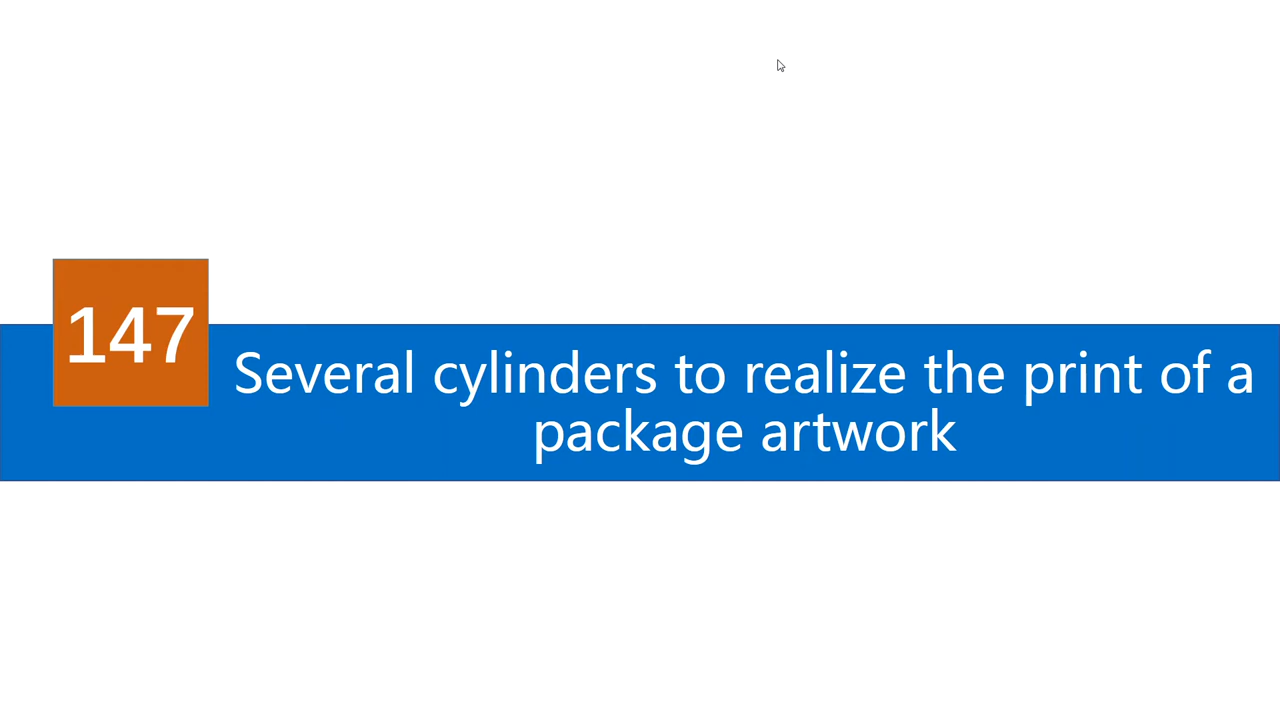 147
Several cylinders to realize the print of a
package artwork